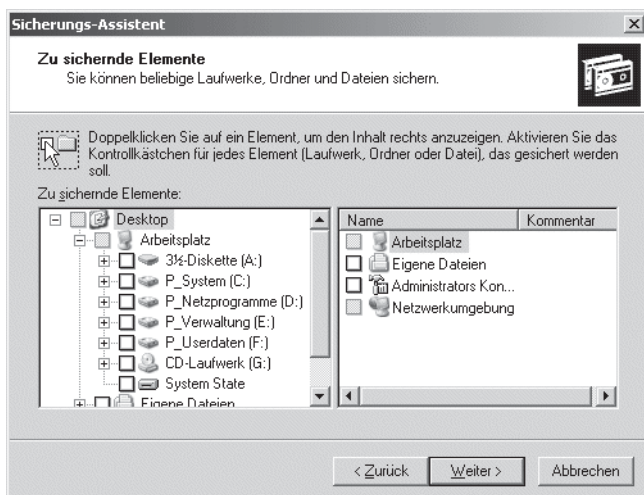 Sicherungs-Assistent
Zu sichernde Elemente
Sie können beliebige Laufwerke, Ordner und Dateien sichern.
Doppelklicken Sie auf ein Element, um den Inhalt rechts anzuzeigen. Aktivieren Sie das
Kontrollkästchen für jedes Element (Laufwerk, Ordner oder Datei), das gesichert werden
soll.
Zu sichernde Elemente:
Desktop
Arbeitsplatz
3½-Diskette (A:)
P_System (C:)
P_Netzprogramme (D:)
P_Verwaltung (E:)
P_Userdaten (F:)
CD-Laufwerk (G:)
System State
Eigene Dateien
Name Kommentar
Arbeitsplatz
Eigene Dateien
Administrators Kon...
Netzwerkumgebung
< Zurück Weiter > Abbrechen